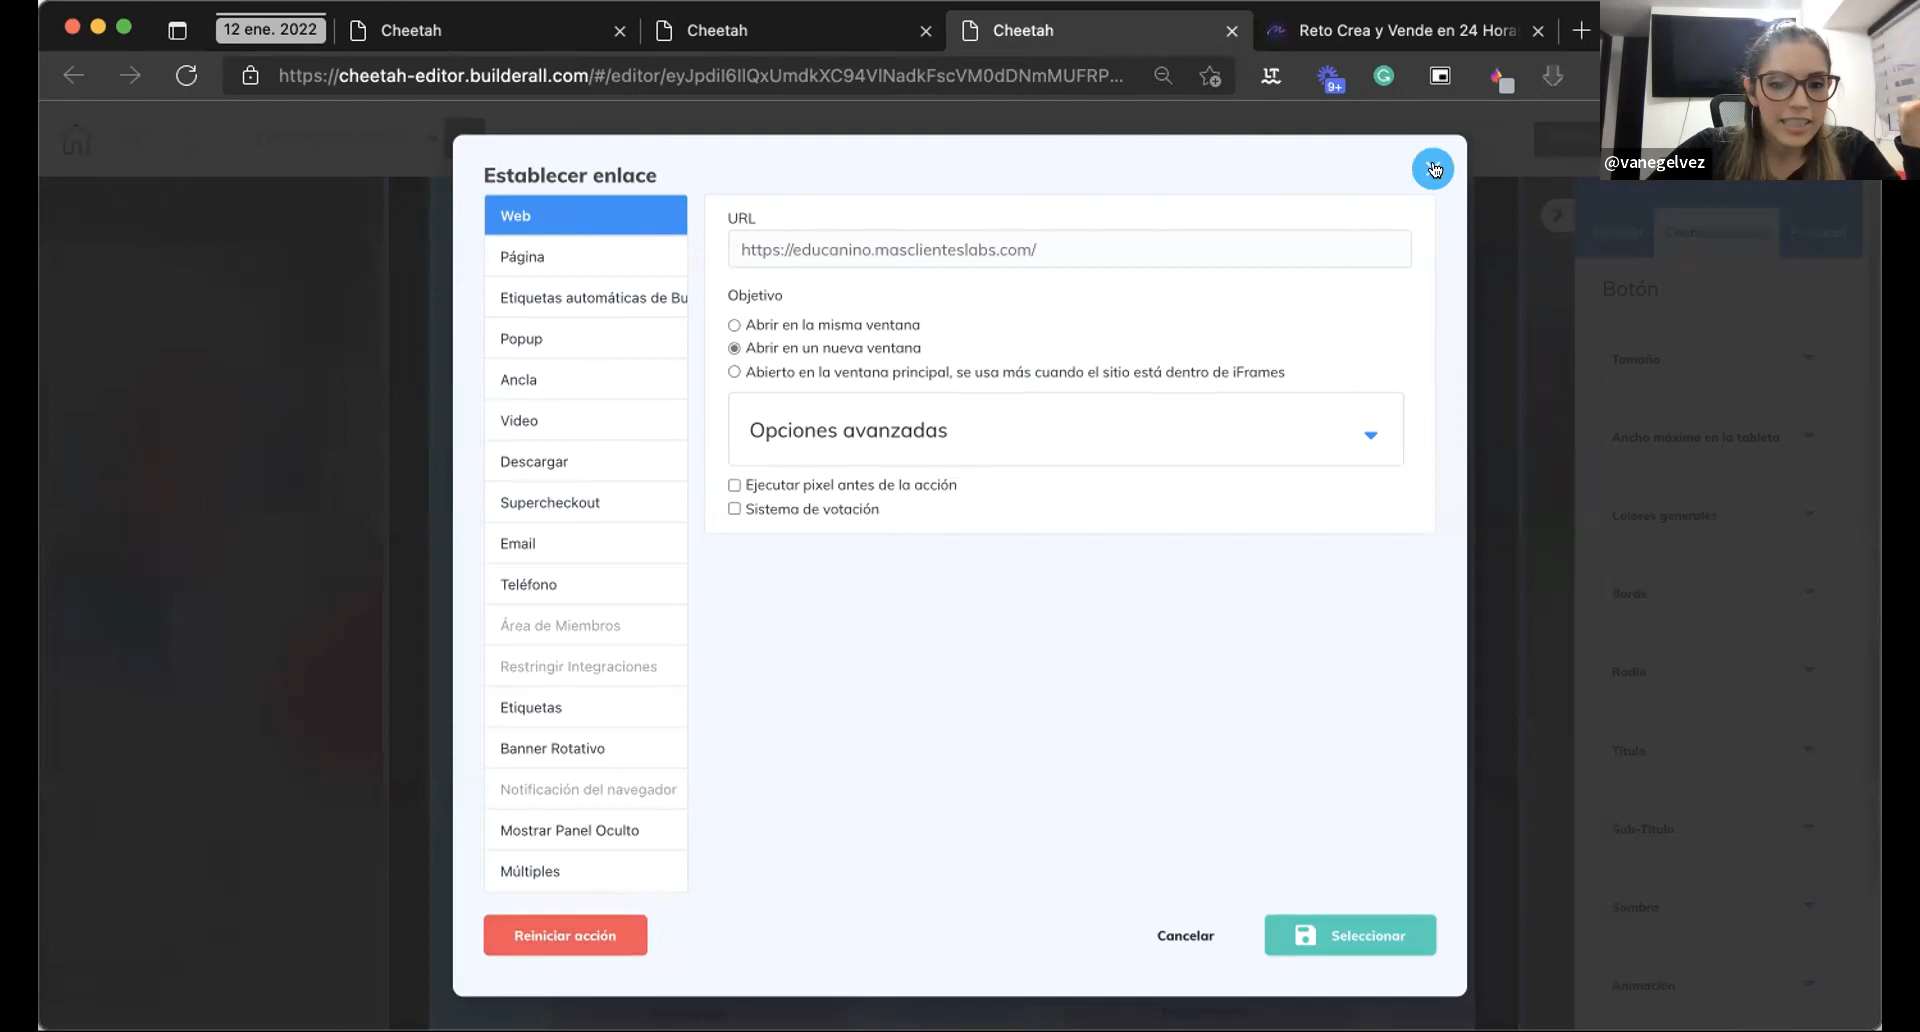 12 ene. 2022
Cheetah
Cheetah
Cheetah
Reto Crea y Vende en 24 Hora
https://cheetah-editor.builderall.com/#/editor/eyJpdiI6IlQxUmdkXC94VlNadkFscVM0dDNmMUFRP...
9+
@vanegelvez
Establecer enlace
Web
Página
Etiquetas automáticas de Bu
Popup
Ancla
Video
Descargar
Supercheckout
Email
Teléfono
Área de Miembros
Restringir Integraciones
Etiquetas
Banner Rotativo
Notificación del navegador
Mostrar Panel Oculto
Múltiples
URL
https://educanino.masclienteslabs.com/
Objetivo
Abrir en la misma ventana
Abrir en un nueva ventana
Abierto en la ventana principal, se usa más cuando el sitio está dentro de iFrames
Opciones avanzadas
Ejecutar pixel antes de la acción
Sistema de votación
Reiniciar acción
Cancelar
Seleccionar
Botón
Tamaño
Ancho máximo en la tableta
Colores generales
Borde
Radio
Título
Sub-Título
Sombra
Animación